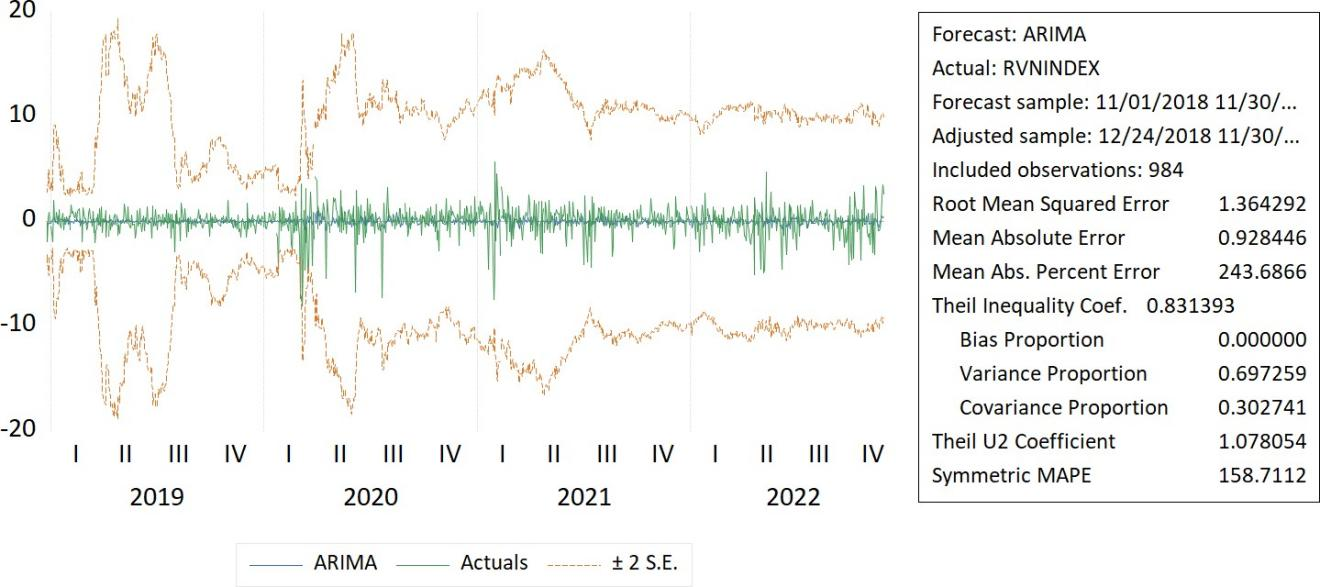 20
10
0
-10
-20
I II III IV I II III IV I II III IV I II III IV
2019 2020 2021 2022
ARIMA Actuals ± 2 S.E.
Forecast: ARIMA
Actual: RVNINDEX
Forecast sample: 11/01/2018 11/30/...
Adjusted sample: 12/24/2018 11/30/...
Included observations: 984
Root Mean Squared Error 1.364292
Mean Absolute Error 0.928446
Mean Abs. Percent Error 243.6866
Theil Inequality Coef. 0.831393
Bias Proportion 0.000000
Variance Proportion 0.697259
Covariance Proportion 0.302741
Theil U2 Coefficient 1.078054
Symmetric MAPE 158.7112